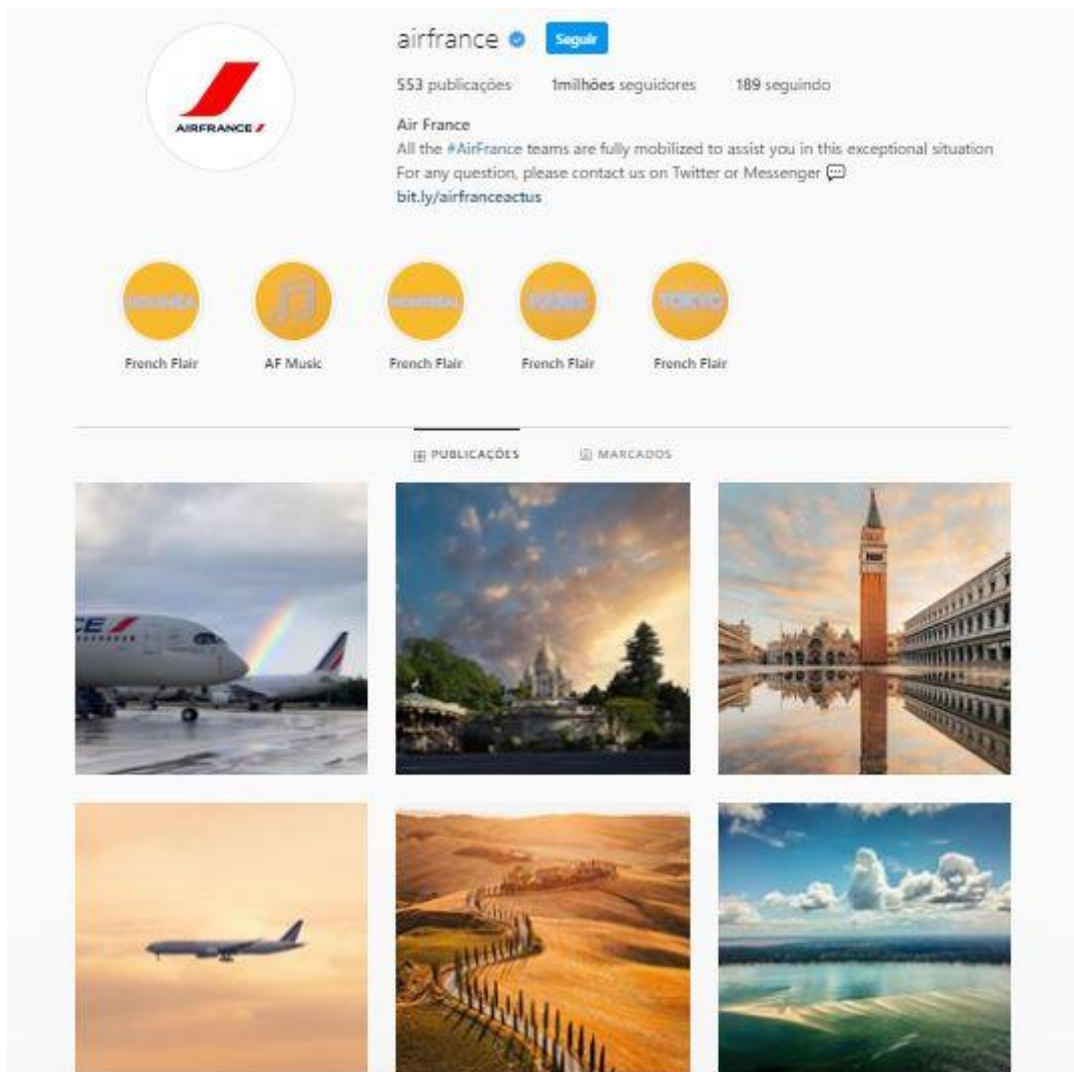 airfrance Seguir
553 publicações 1milhões seguidores 189 seguindo
AIRFRANCE
Air France
All the #AirFrance teams are fully mobilized to assist you in this exceptional situation
For any question, please contact us on Twitter or Messenger
bit.ly/airfranceactus
MONTRÉAL PARIS TOKYO
French Flair AF Music French Flair French Flair French Flair
PUBLICAÇÕES MARCADOS
CE